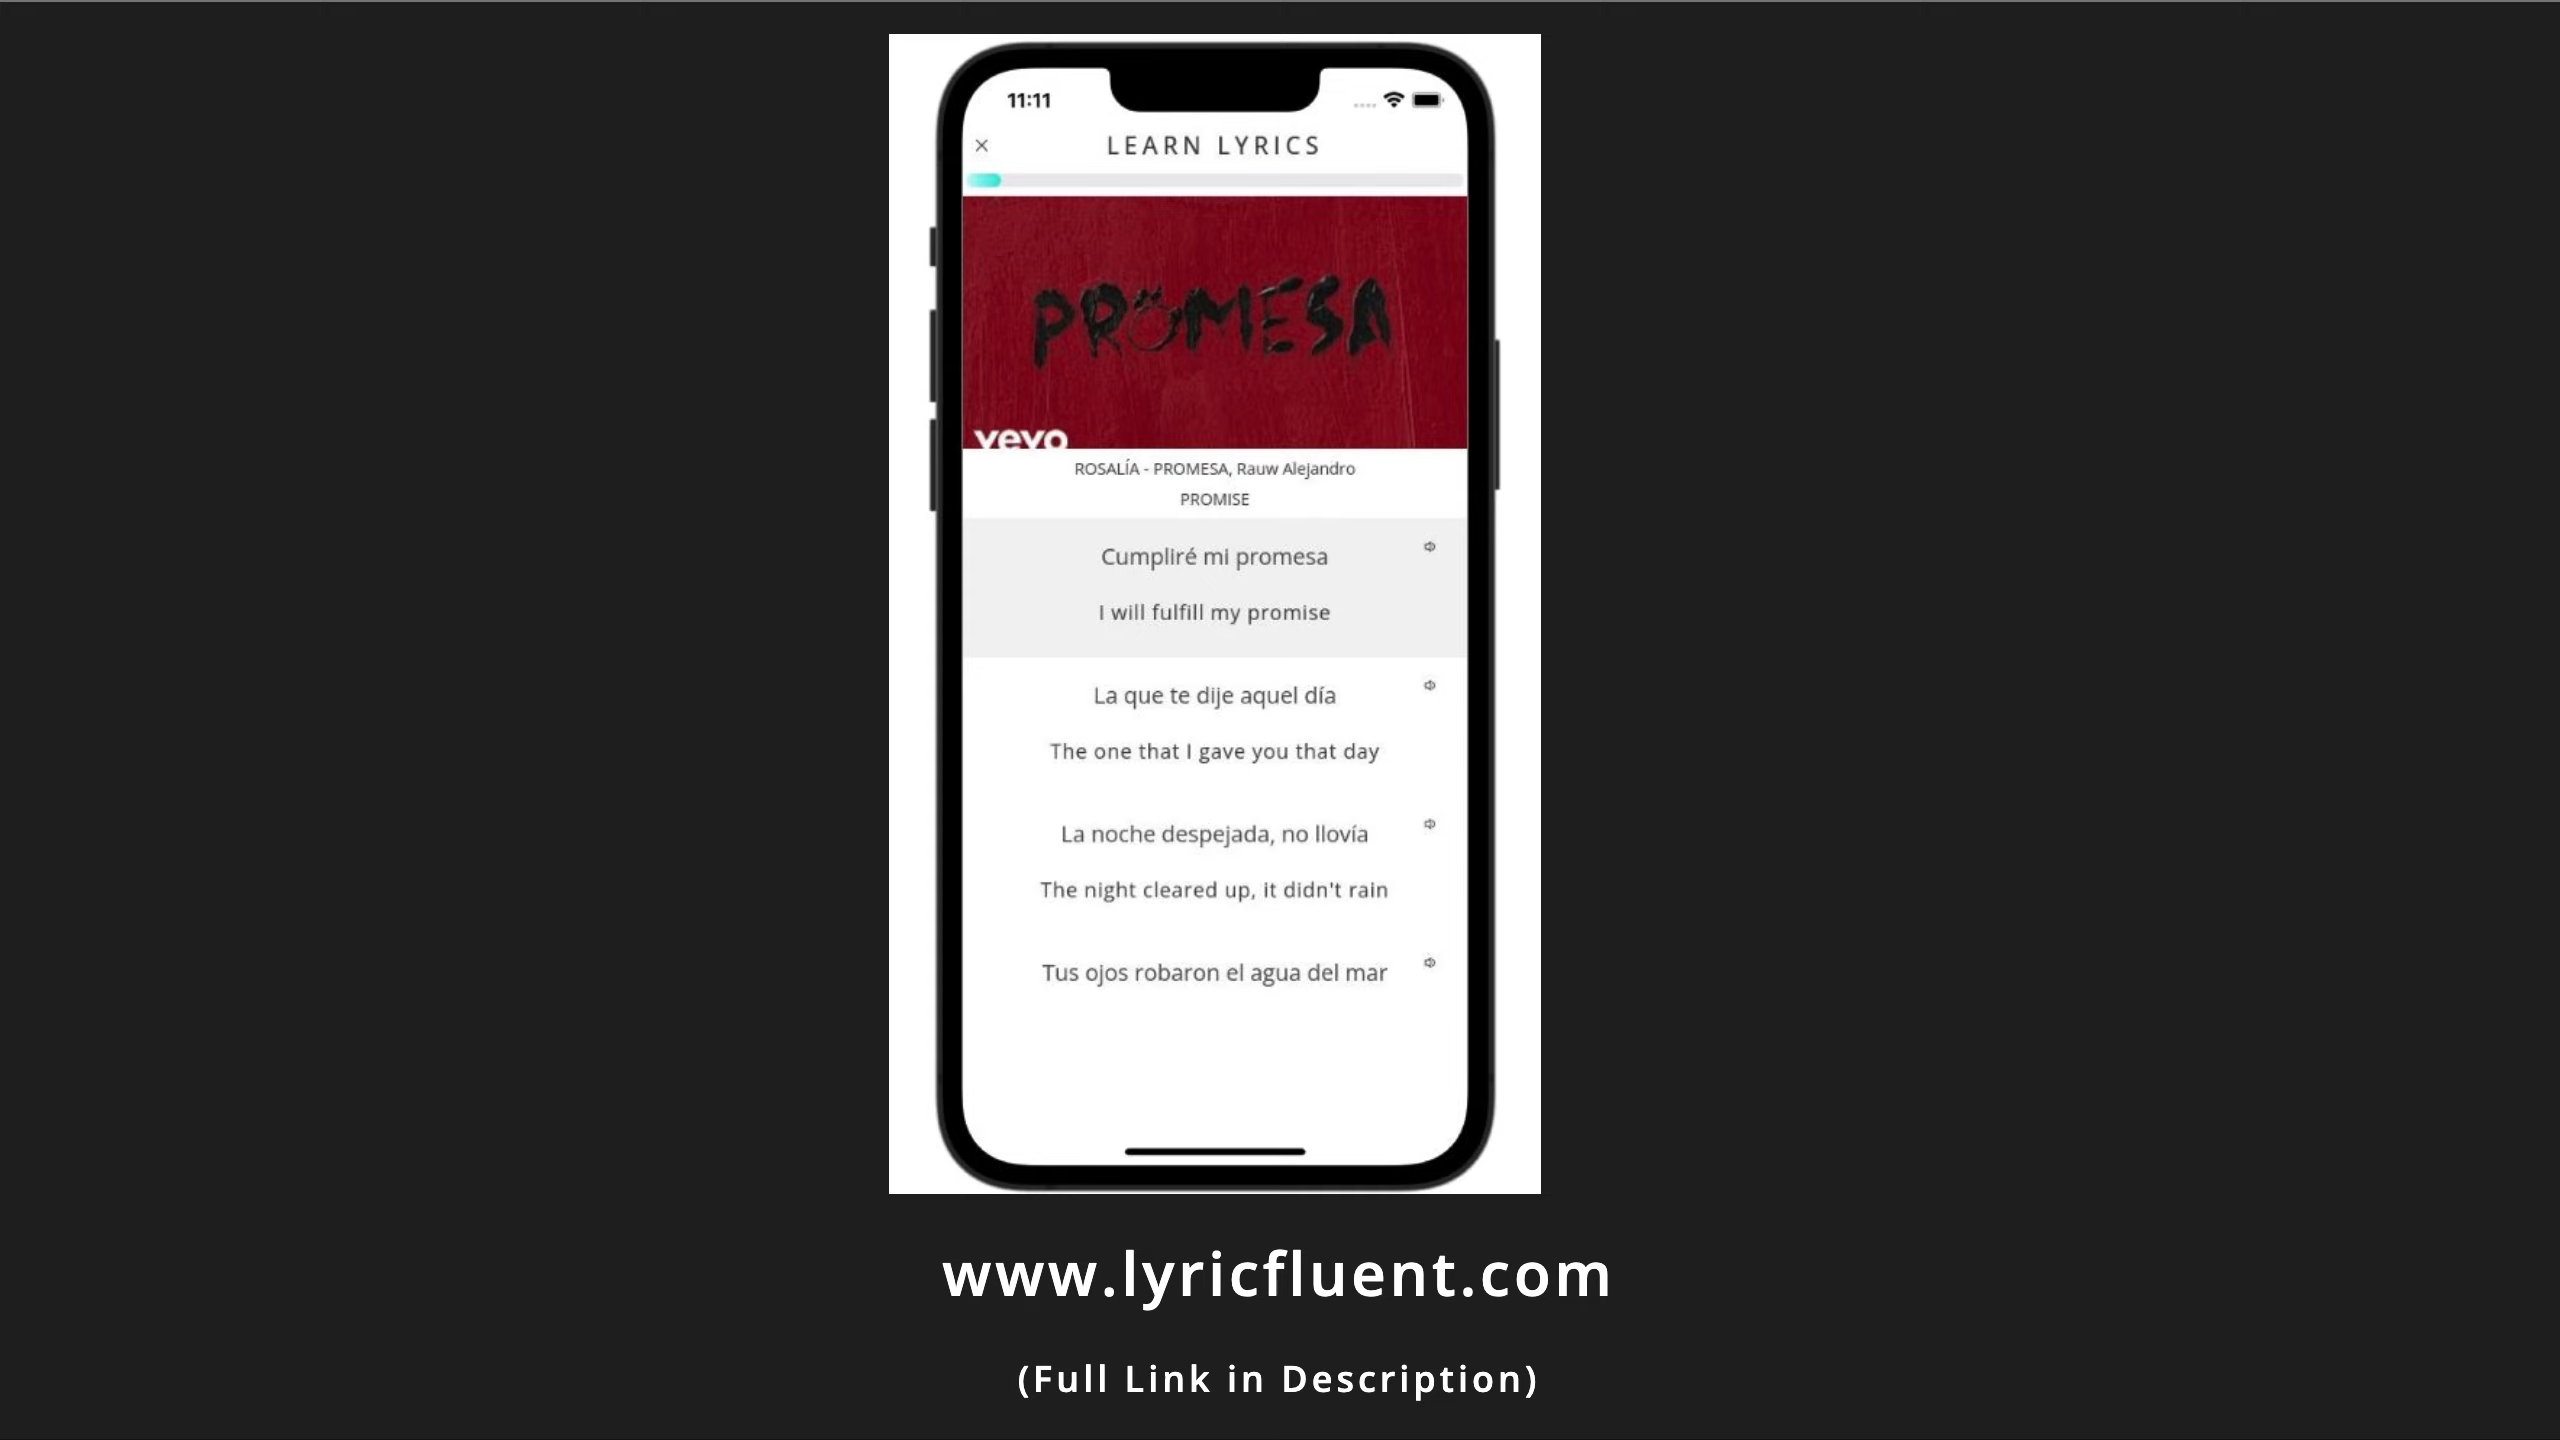 11:11
LEARN LYRICS
PROMESA
vevo
ROSALÍA - PROMESA, Rauw Alejandro
PROMISE
Cumpliré mi promesa
I will fulfill my promise
La que te dije aquel día
The one that I gave you that day
La noche despejada, no llovía
The night cleared up, it didn't rain
Tus ojos robaron el agua del mar
www.lyricfluent.com
(Full Link in Description)